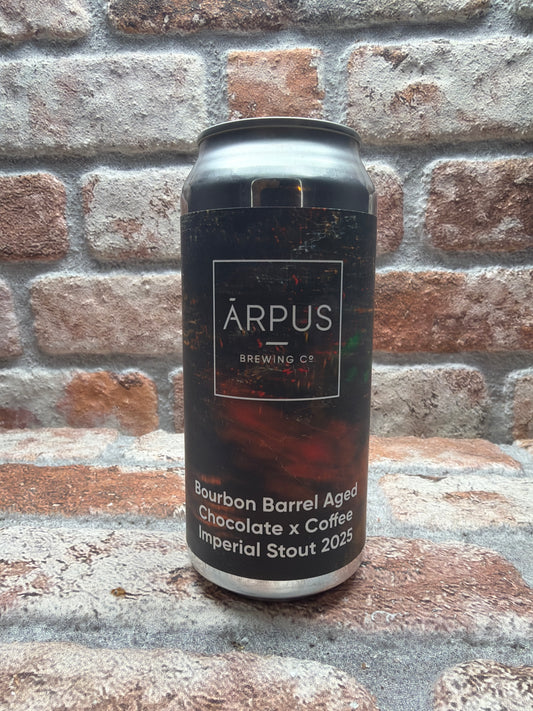 ĀRPUS
BREWING Cº
Bourbon Barrel Aged
Chocolate x Coffee
Imperial Stout 2025